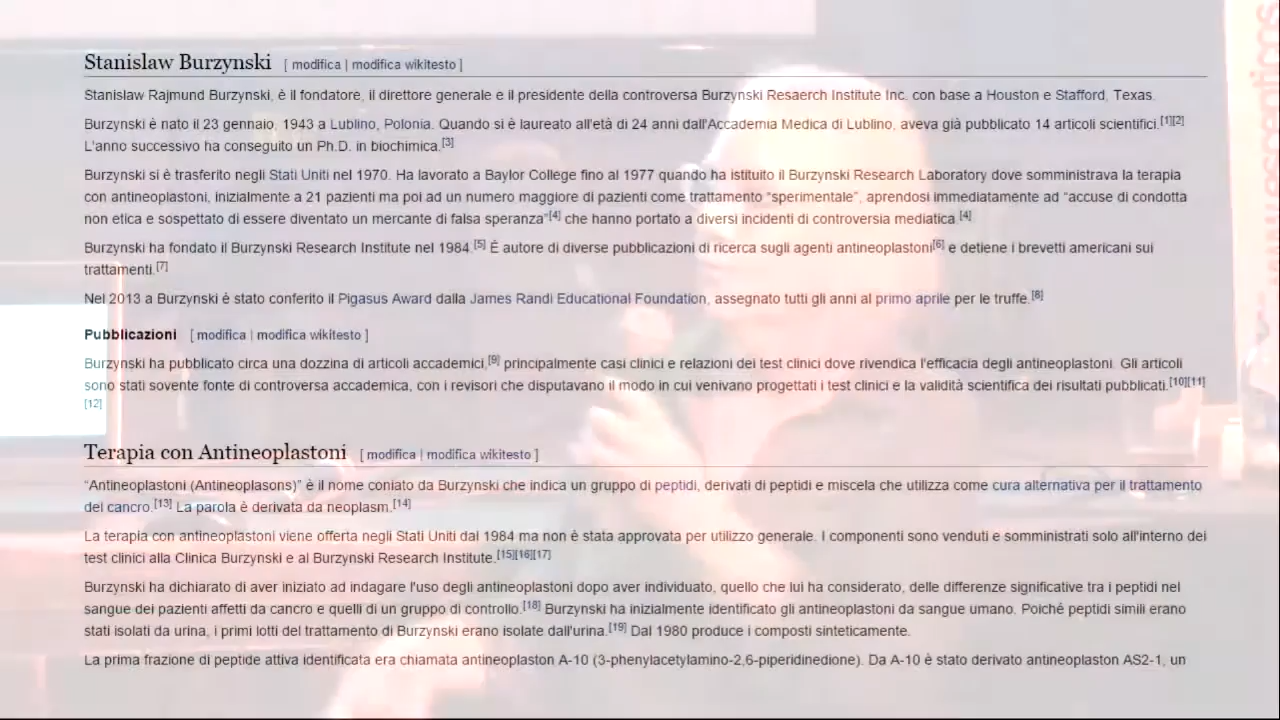 Stanislaw Burzynski [ modifica | modifica wikitesto ]
Stanisław Rajmund Burzynski, è il fondatore, il direttore generale e il presidente della controversa Burzynski Resaerch Institute Inc. con base a Houston e Stafford, Texas.
Burzynski è nato il 23 gennaio, 1943 a Lublino, Polonia. Quando si è laureato all'età di 24 anni dall'Accademia Medica di Lublino, aveva già pubblicato 14 articoli scientifici.[1][2]
L'anno successivo ha conseguito un Ph.D. in biochimica.[3]
Burzynski si è trasferito negli Stati Uniti nel 1970. Ha lavorato a Baylor College fino al 1977 quando ha istituito il Burzynski Research Laboratory dove somministrava la terapia
con antineoplastoni, inizialmente a 21 pazienti ma poi ad un numero maggiore di pazienti come trattamento “sperimentale”, aprendosi immediatamente ad “accuse di condotta
non etica e sospettato di essere diventato un mercante di falsa speranza”[4] che hanno portato a diversi incidenti di controversia mediatica.[4]
Burzynski ha fondato il Burzynski Research Institute nel 1984.[5] È autore di diverse pubblicazioni di ricerca sugli agenti antineoplastoni[6] e detiene i brevetti americani sui
trattamenti.[7]
Nel 2013 a Burzynski è stato conferito il Pigasus Award dalla James Randi Educational Foundation, assegnato tutti gli anni al primo aprile per le truffe.[8]
Pubblicazioni [ modifica | modifica wikitesto ]
Burzynski ha pubblicato circa una dozzina di articoli accademici,[9] principalmente casi clinici e relazioni dei test clinici dove rivendica l'efficacia degli antineoplastoni. Gli articoli
sono stati sovente fonte di controversa accademica, con i revisori che disputavano il modo in cui venivano progettati i test clinici e la validità scientifica dei risultati pubblicati.[10][11]
[12]
Terapia con Antineoplastoni [ modifica | modifica wikitesto ]
“Antineoplastoni (Antineoplasons)” è il nome coniato da Burzynski che indica un gruppo di peptidi, derivati di peptidi e miscela che utilizza come cura alternativa per il trattamento
del cancro.[13] La parola è derivata da neoplasm.[14]
La terapia con antineoplastoni viene offerta negli Stati Uniti dal 1984 ma non è stata approvata per utilizzo generale. I componenti sono venduti e somministrati solo all'interno dei
test clinici alla Clinica Burzynski e al Burzynski Research Institute.[15][16][17]
Burzynski ha dichiarato di aver iniziato ad indagare l'uso degli antineoplastoni dopo aver individuato, quello che lui ha considerato, delle differenze significative tra i peptidi nel
sangue dei pazienti affetti da cancro e quelli di un gruppo di controllo.[18] Burzynski ha inizialmente identificato gli antineoplastoni da sangue umano. Poiché peptidi simili erano
stati isolati da urina, i primi lotti del trattamento di Burzynski erano isolate dall'urina.[19] Dal 1980 produce i composti sinteticamente.
La prima frazione di peptide attiva identificata era chiamata antineoplaston A-10 (3-phenylacetylamino-2,6-piperidinedione). Da A-10 è stato derivato antineoplaston AS2-1, un